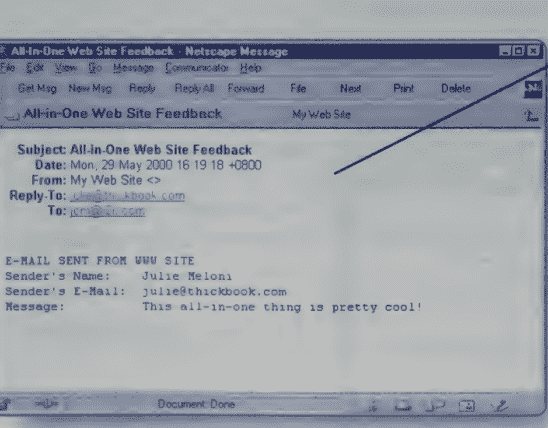 All-In-One Web Site Feedback - Netscape Message
File Edit View Go Message Communicator Help
Get Msg New Msg Reply Reply All Forward File Next Print Delete
All-in-One Web Site Feedback My Web Site
Subject: All-in-One Web Site Feedback
Date: Mon, 29 May 2000 16 19 18 +0800
From: My Web Site <>
Reply-To: julie@thickbook.com
To:
E-MAIL SENT FROM WWW SITE
Sender's Name: Julie Meloni
Sender's E-Mail: julie@thickbook.com
Message: This all-in-one thing is pretty cool!
Document: Done